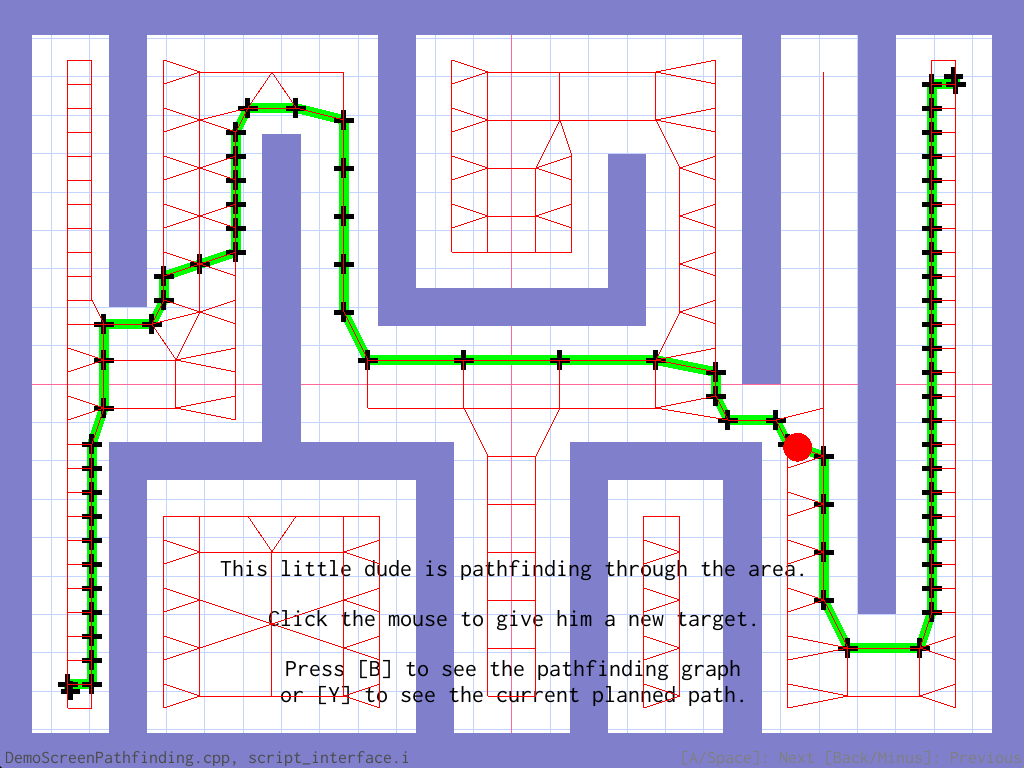 This little dude is pathfinding through the area.
Click the mouse to give him a new target.
Press [B] to see the pathfinding graph
or [Y] to see the current planned path.
DemoScreenPathfinding.cpp, script_interface.i
[A/Space]: Next [Back/Minus]: Previous